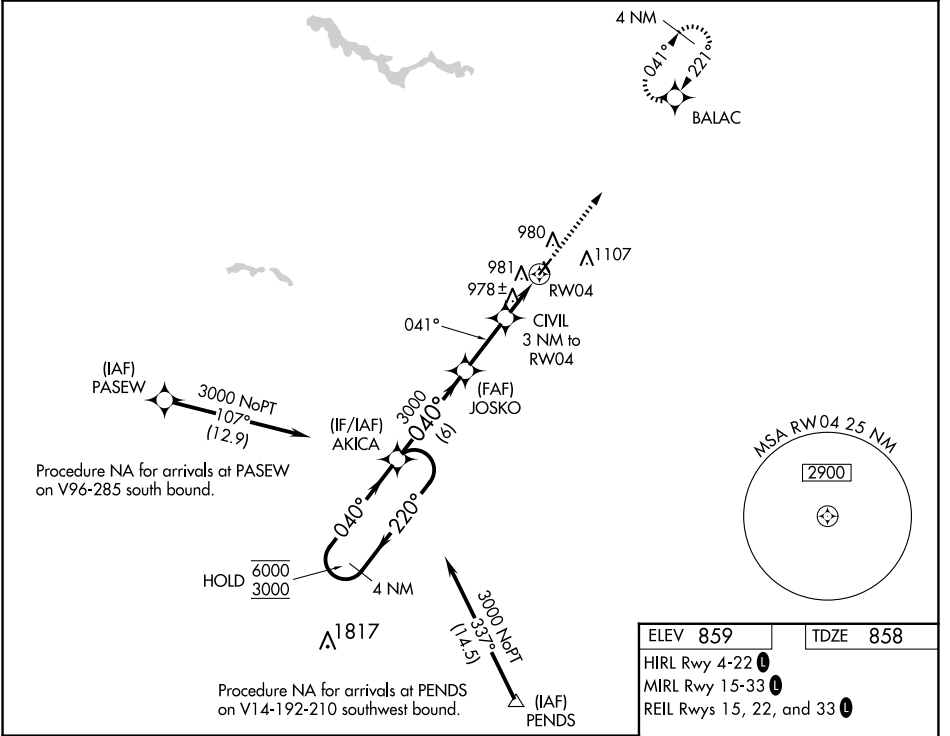 4 NM
041°
221°
BALAC
980
1107
981
RW04
978±
CIVIL
3 NM to
RW04
041°
(IAF)
PASEW
3000 NoPT
107°
(12.9)
(FAF)
JOSKO
3000
040°
(6)
(IF/IAF)
AKICA
MSA RW04 25 NM
2900
Procedure NA for arrivals at PASEW
on V96-285 south bound.
040°
220°
HOLD
6000
3000
4 NM
3000 NoPT
337°
(14.5)
1817
Procedure NA for arrivals at PENDS
on V14-192-210 southwest bound.
(IAF)
PENDS
ELEV 859
TDZE 858
HIRL Rwy 4-22 L
MIRL Rwy 15-33 L
REIL Rwys 15, 22, and 33 L